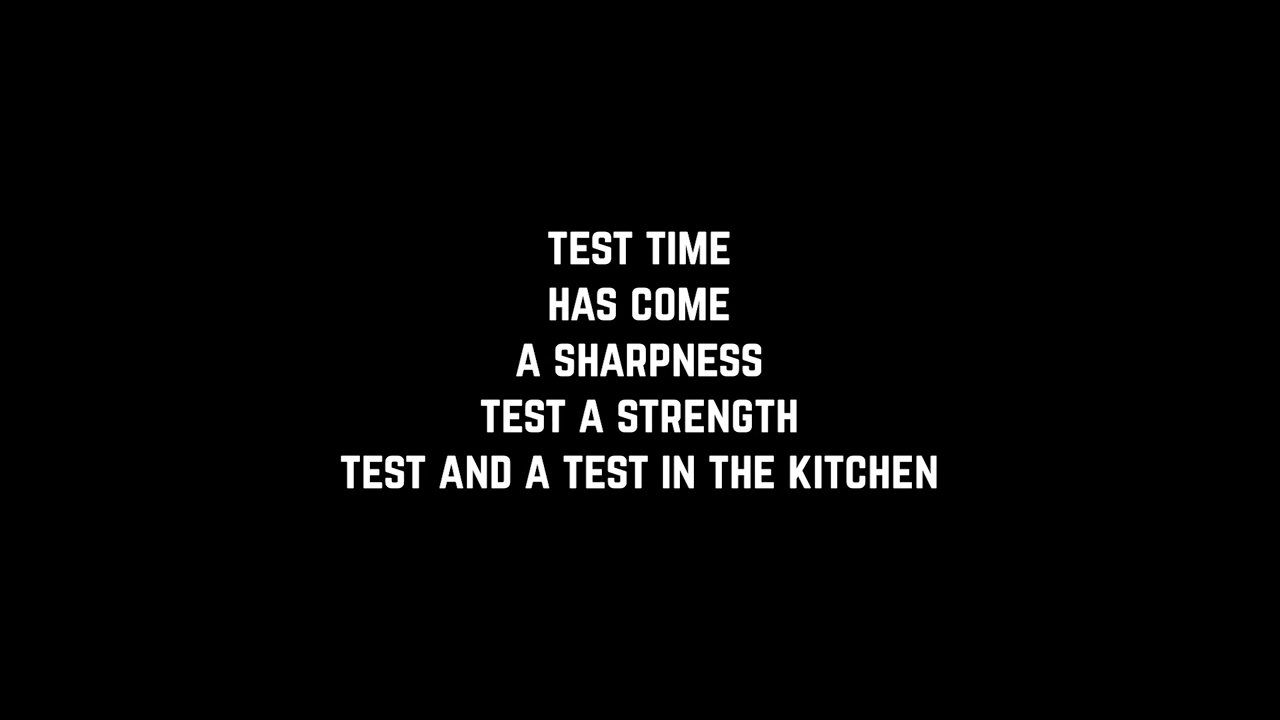 TEST TIME
HAS COME
A SHARPNESS
TEST A STRENGTH
TEST AND A TEST IN THE KITCHEN